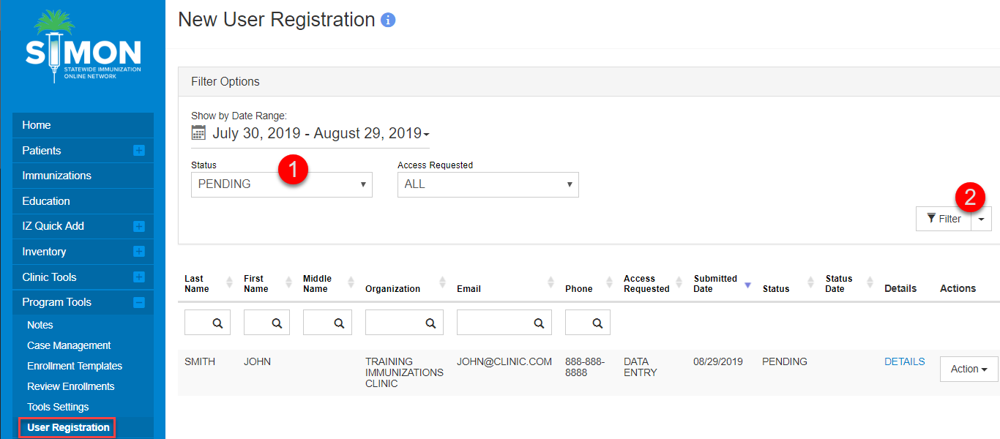 SIMON
STATEWIDE IMMUNIZATION
ONLINE NETWORK
Home
Patients
Immunizations
Education
IZ Quick Add
Inventory
Clinic Tools
Program Tools
Notes
Case Management
Enrollment Templates
Review Enrollments
Tools Settings
User Registration
New User Registration i
Filter Options
Show by Date Range:
July 30, 2019 - August 29, 2019
Status Access Requested
1
PENDING ALL
2
Filter
Last First Middle Access Submitted Status
Name Name Name Organization Email Phone Requested Date Status Date Details Actions
SMITH JOHN TRAINING JOHN@CLINIC.COM 888-888- DATA 08/29/2019 PENDING DETAILS
IMMUNIZATIONS 8888 ENTRY Action
CLINIC